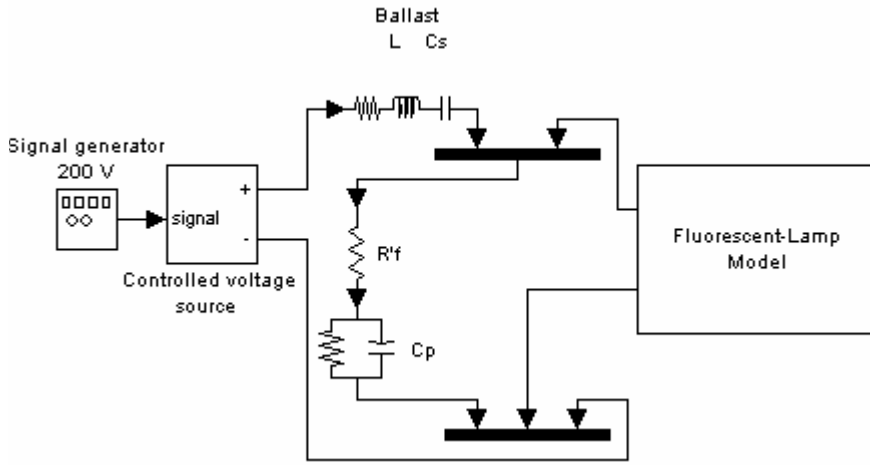 Ballast
L Cs
Signal generator
200 V
signal
+
-
Controlled voltage
source
R'f
Cp
Fluorescent-Lamp
Model